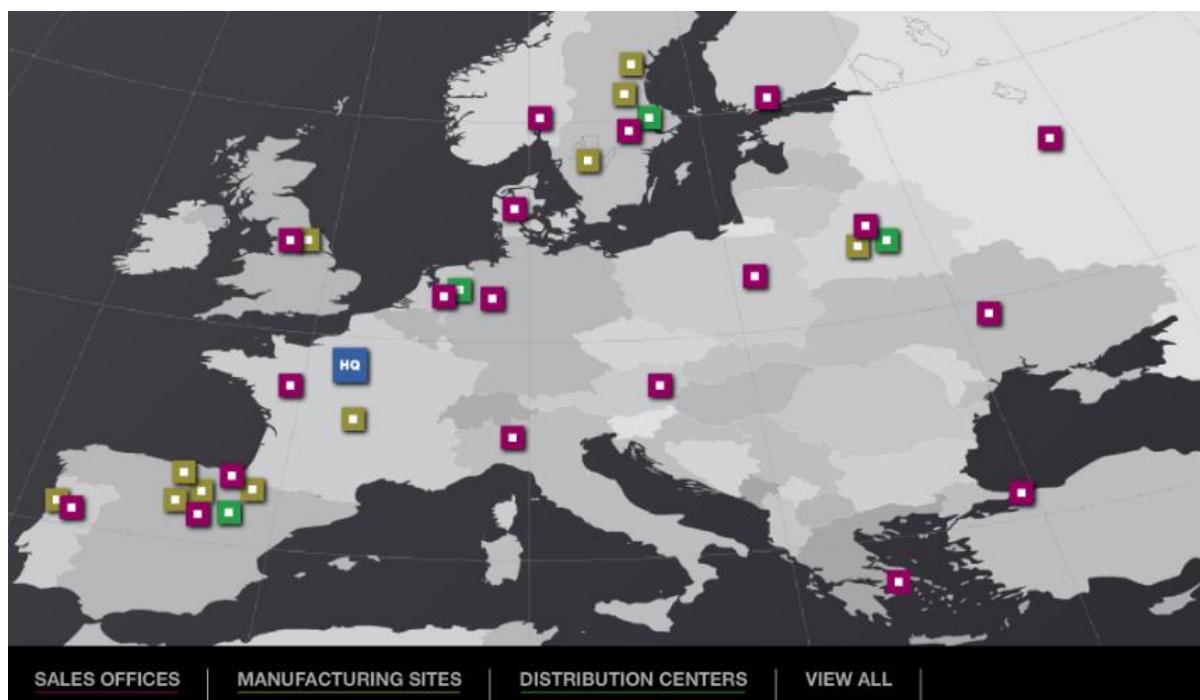 HQ
SALES OFFICES
MANUFACTURING SITES
DISTRIBUTION CENTERS
VIEW ALL